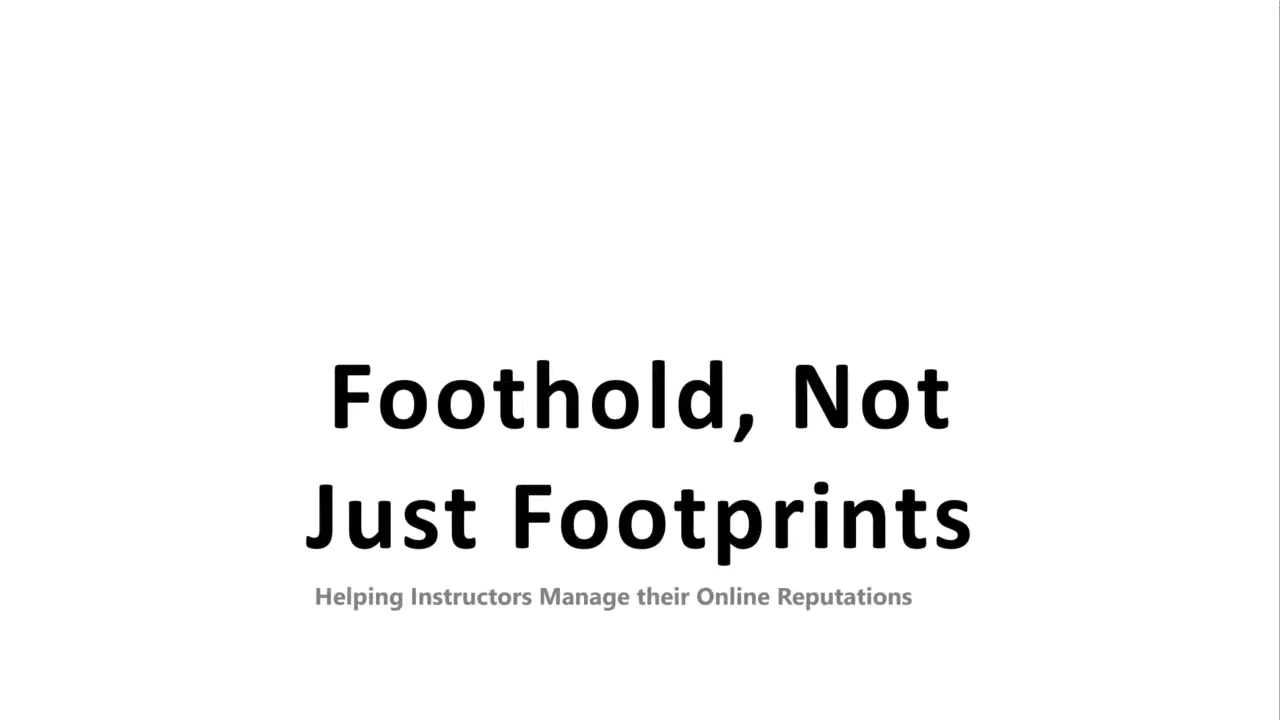 Foothold, Not
Just Footprints
Helping Instructors Manage their Online Reputations